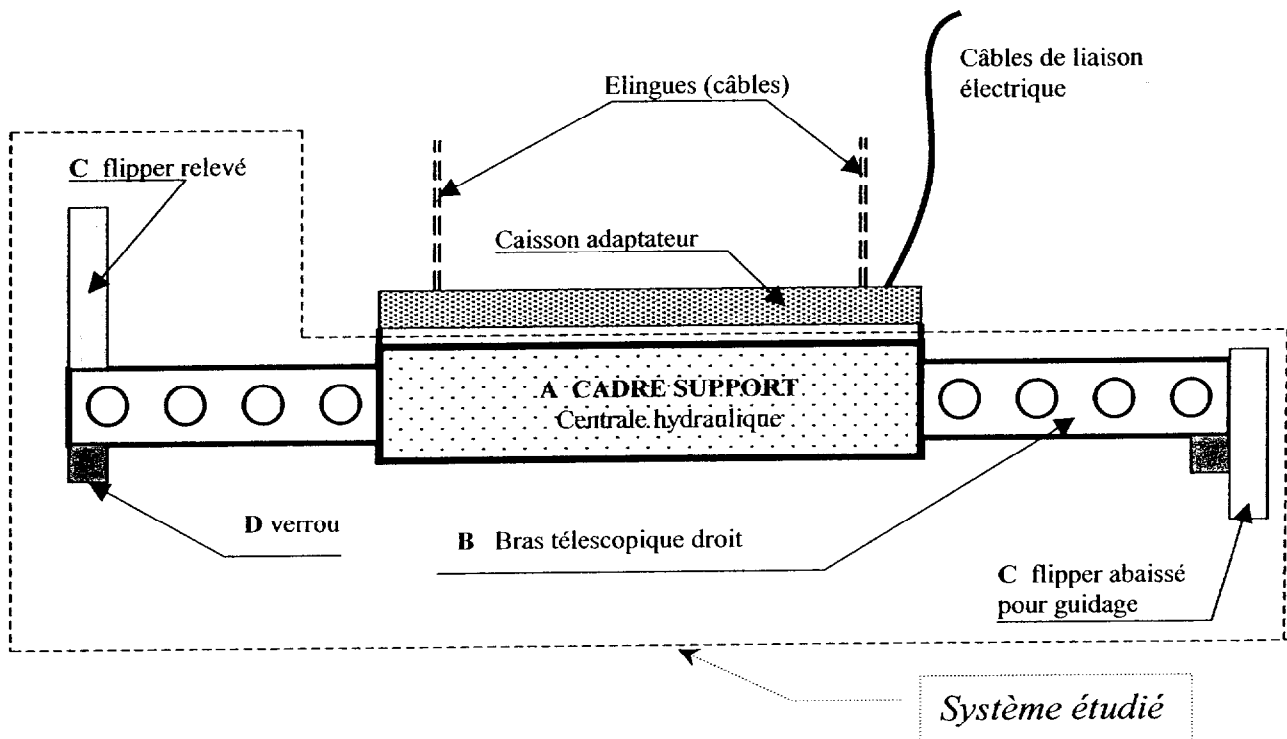 Câbles de liaison
électrique
Elingues (câbles)
C flipper relevé
Caisson adaptateur
A CADRE SUPPORT
Centrale hydraulique
D verrou
B Bras télescopique droit
C flipper abaissé
pour guidage
Système étudié